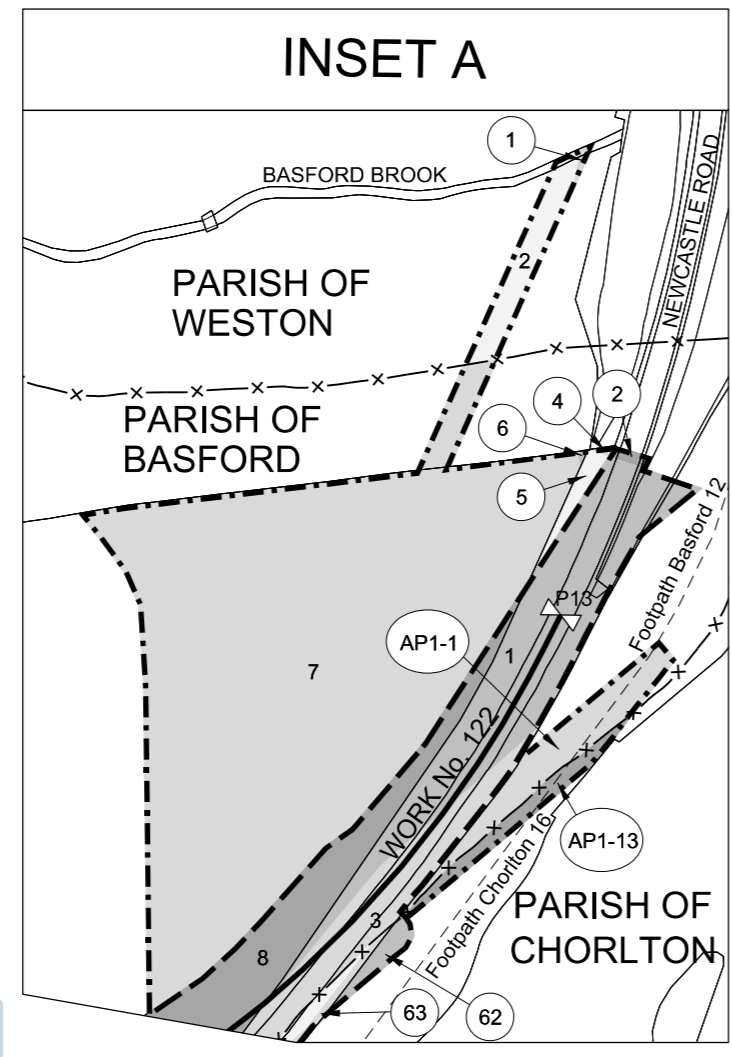 INSET A
1
BASFORD BROOK
NEWCASTLE ROAD
2
PARISH OF
WESTON
PARISH OF
BASFORD
6
4
2
5
Footpath Basford 12
P13
AP1-1
1
7
WORK No. 122
AP1-13
Footpath Chorlton 16
PARISH OF
CHORLTON
3
8
63
62